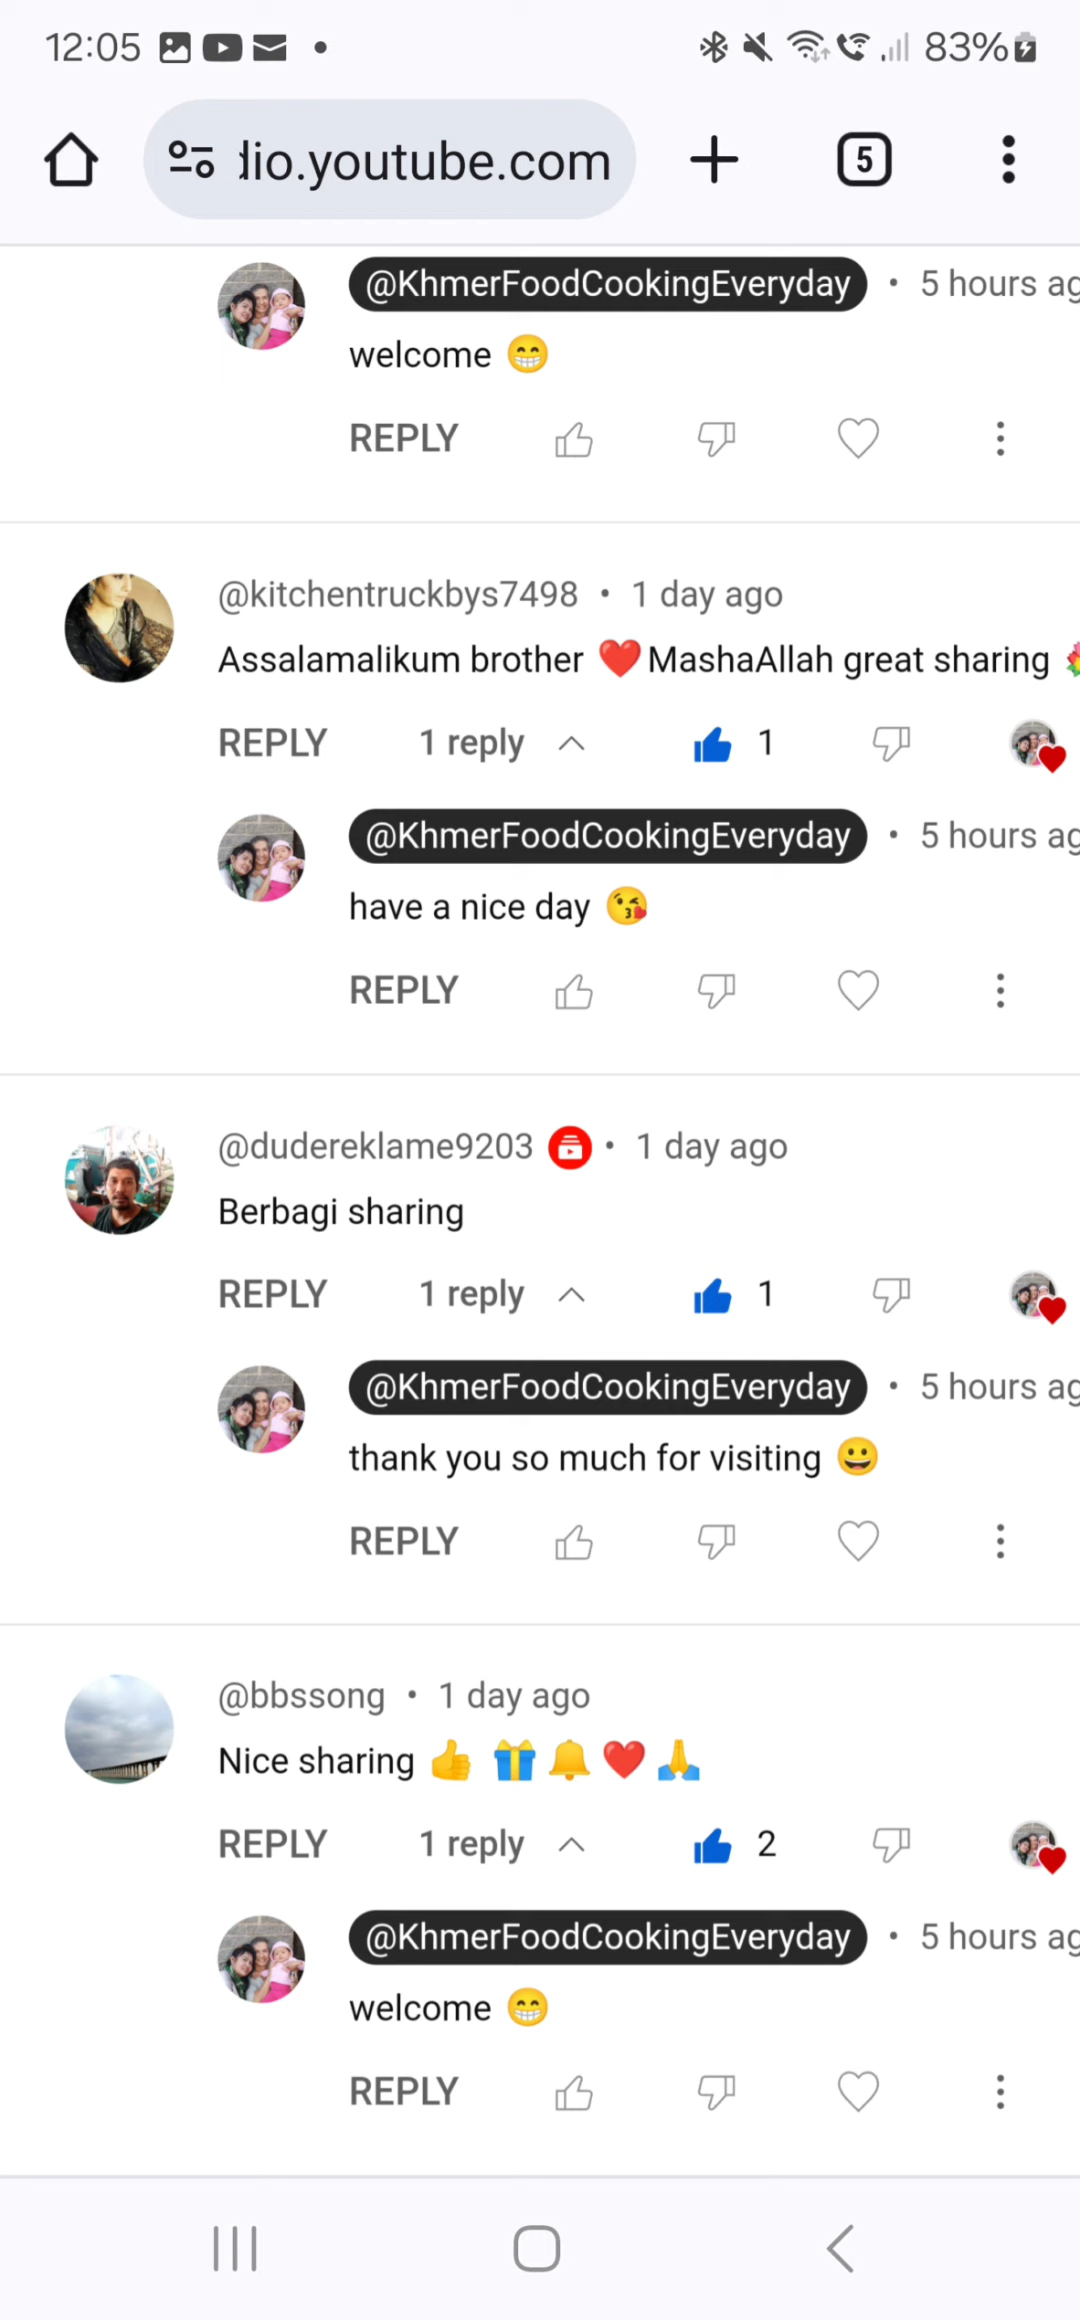 12:05 83%
dio.youtube.com 5
@KhmerFoodCookingEveryday • 5 hours ag
welcome 😁
REPLY
@kitchentruckbys7498 • 1 day ago
Assalamalikum brother ❤️ MashaAllah great sharing
REPLY 1 reply 1
@KhmerFoodCookingEveryday • 5 hours ag
have a nice day 😘
REPLY
@dudereklame9203 • 1 day ago
Berbagi sharing
REPLY 1 reply 1
@KhmerFoodCookingEveryday • 5 hours ag
thank you so much for visiting 😀
REPLY
@bbssong • 1 day ago
Nice sharing 👍 🎁 🔔 ❤️ 🙏
REPLY 1 reply 2
@KhmerFoodCookingEveryday • 5 hours ag
welcome 😁
REPLY